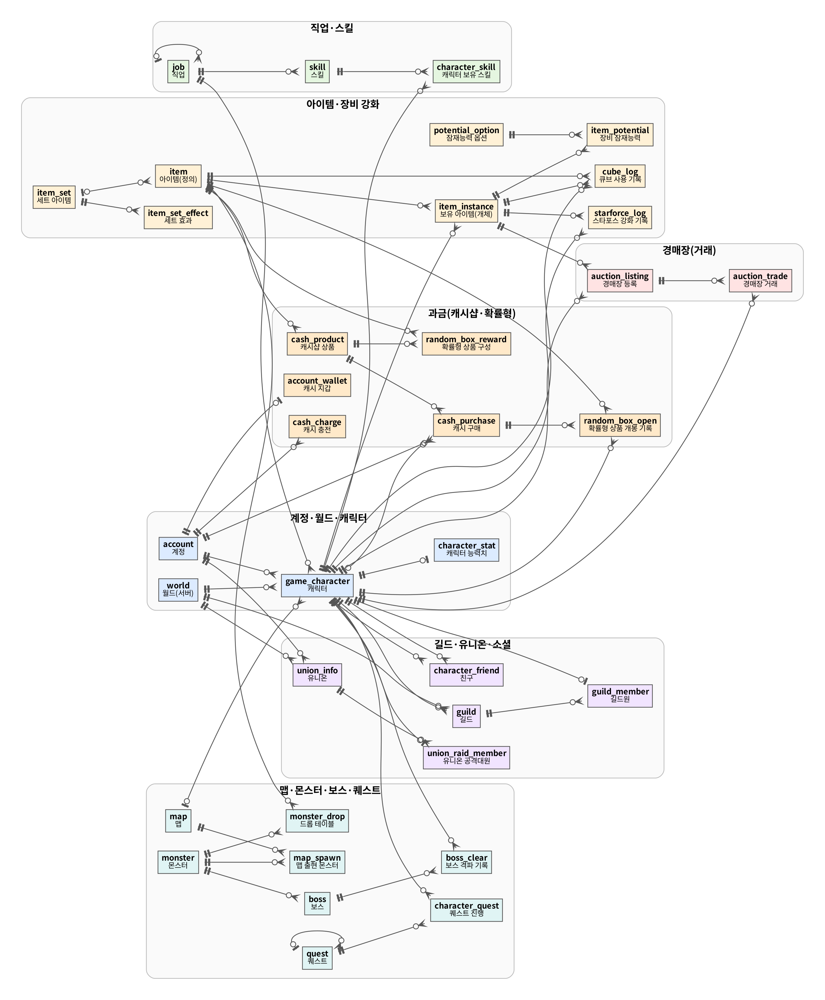 직업·스킬
job
직업
skill
스킬
character_skill
캐릭터 보유 스킬
아이템·장비 강화
potential_option
잠재능력 옵션
item_potential
장비 잠재능력
item
아이템(정의)
cube_log
큐브 사용 기록
item_set
세트 아이템
item_set_effect
세트 효과
item_instance
보유 아이템(개체)
starforce_log
스타포스 강화 기록
경매장(거래)
auction_listing
경매장 등록
auction_trade
경매장 거래
과금(캐시샵·확률형)
cash_product
캐시샵 상품
random_box_reward
확률형 상품 구성
account_wallet
캐시 지갑
cash_charge
캐시 충전
cash_purchase
캐시 구매
random_box_open
확률형 상품 개봉 기록
계정·월드·캐릭터
account
계정
character_stat
캐릭터 능력치
world
월드(서버)
game_character
캐릭터
길드·유니온·소셜
union_info
유니온
character_friend
친구
guild_member
길드원
guild
길드
union_raid_member
유니온 공격대원
맵·몬스터·보스·퀘스트
map
맵
monster_drop
드롭 테이블
monster
몬스터
map_spawn
맵 출현 몬스터
boss_clear
보스 격파 기록
boss
보스
character_quest
퀘스트 진행
quest
퀘스트